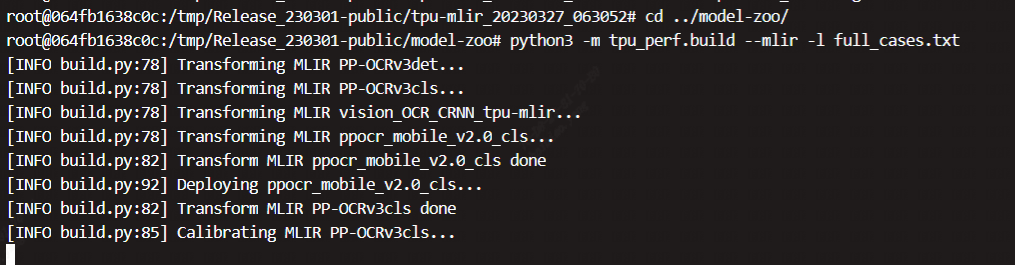 root@064fb1638c0c:/tmp/Release_230301-public/tpu-mlir_20230327_063052# cd ../model-zoo/
root@064fb1638c0c:/tmp/Release_230301-public/model-zoo# python3 -m tpu_perf.build --mlir -l full_cases.txt
[INFO build.py:78] Transforming MLIR PP-OCRv3det...
[INFO build.py:78] Transforming MLIR PP-OCRv3cls...
[INFO build.py:78] Transforming MLIR vision_OCR_CRNN_tpu-mlir...
[INFO build.py:78] Transforming MLIR ppocr_mobile_v2.0_cls...
[INFO build.py:82] Transform MLIR ppocr_mobile_v2.0_cls done
[INFO build.py:92] Deploying ppocr_mobile_v2.0_cls...
[INFO build.py:82] Transform MLIR PP-OCRv3cls done
[INFO build.py:85] Calibrating MLIR PP-OCRv3cls...